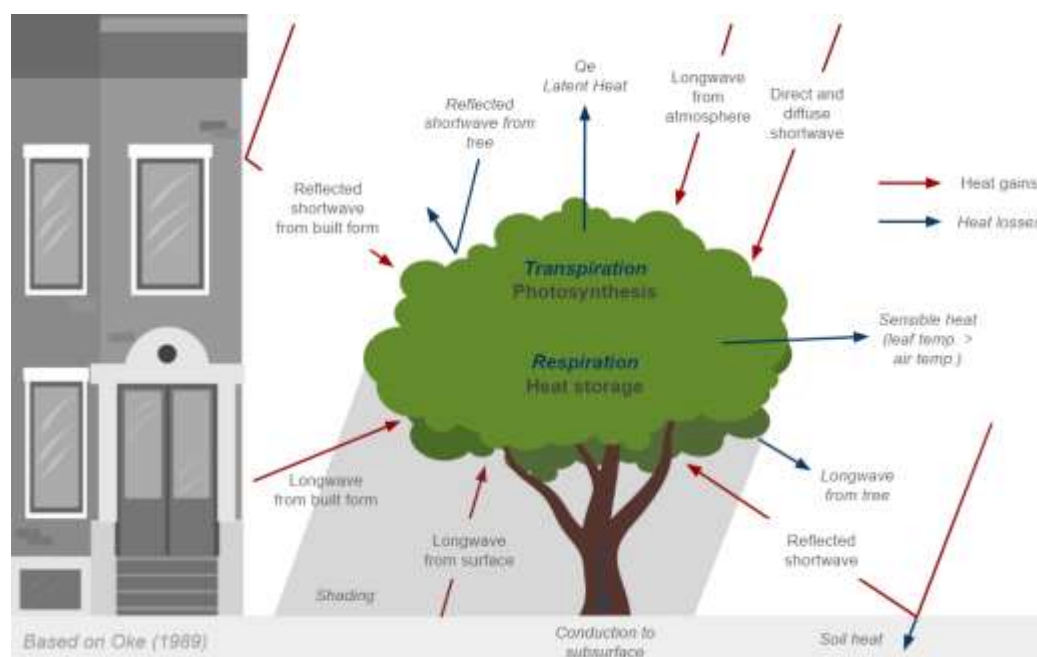 Qe
Latent Heat
Longwave
from
atmosphere
Direct and
diffuse
shortwave
Reflected
shortwave from
tree
Reflected
shortwave
from built form
Heat gains
Heat losses
Transpiration
Photosynthesis
Sensible heat
(leaf temp. >
air temp.)
Respiration
Heat storage
Longwave
from built form
Longwave
from tree
Longwave
from surface
Reflected
shortwave
Shading
Based on Oke (1989)
Conduction to
subsurface
Soil heat